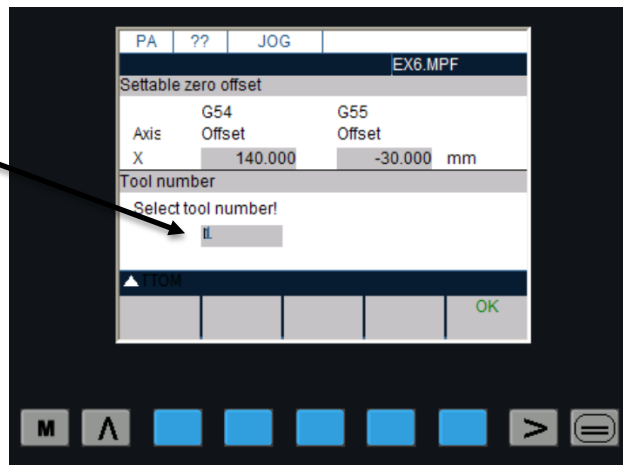 PA ?? JOG
EX6.MPF
Settable zero offset
G54 G55
Axis Offset Offset
X 140.000 -30.000 mm
Tool number
Select tool number!
TTOM
OK
M Λ >